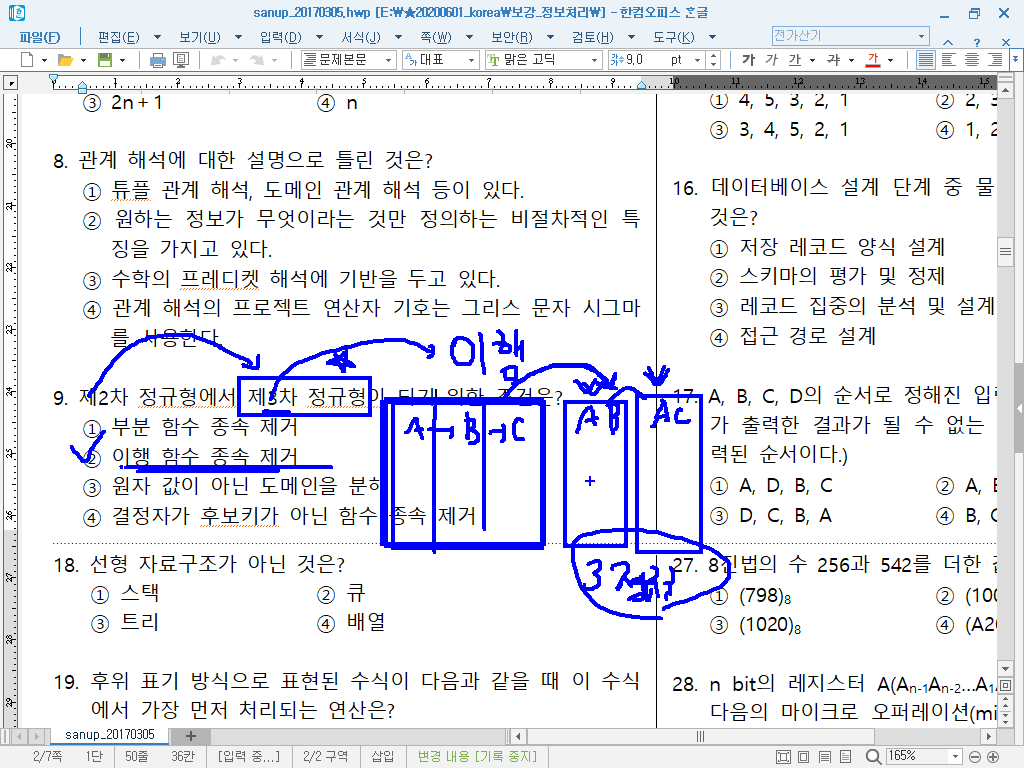 sanup_20170305.hwp [E:\★20200601_korea\보강_정보처리\] - 한컴오피스 한글
파일(F) 편집(E) 보기(U) 입력(D) 서식(J) 쪽(W) 보안(R) 검토(H) 도구(K) 전가산기
문제본문 대표 맑은 고딕 9,0 pt 가 가 가 가 가
③ 2n + 1 ④ n
8. 관계 해석에 대한 설명으로 틀린 것은?
① 튜플 관계 해석, 도메인 관계 해석 등이 있다.
② 원하는 정보가 무엇이라는 것만 정의하는 비절차적인 특
징을 가지고 있다.
③ 수학의 프레디켓 해석에 기반을 두고 있다.
④ 관계 해석의 프로젝트 연산자 기호는 그리스 문자 시그마
를 사용한다.
이해
9. 제2차 정규형에서 제3차 정규형이 되기 위한 조건은?
① 부분 함수 종속 제거
② 이행 함수 종속 제거
③ 원자 값이 아닌 도메인을 분해
④ 결정자가 후보키가 아닌 함수 종속 제거
A → B → C
A B
A C
3
18. 선형 자료구조가 아닌 것은?
① 스택 ② 큐
③ 트리 ④ 배열
19. 후위 표기 방식으로 표현된 수식이 다음과 같을 때 이 수식
에서 가장 먼저 처리되는 연산은?
① 4, 5, 3, 2, 1 ② 2, 3
③ 3, 4, 5, 2, 1 ④ 1, 2
16. 데이터베이스 설계 단계 중 물
것은?
① 저장 레코드 양식 설계
② 스키마의 평가 및 정제
③ 레코드 집중의 분석 및 설계
④ 접근 경로 설계
17. A, B, C, D의 순서로 정해진 입력
가 출력한 결과가 될 수 없는
력된 순서이다.)
① A, D, B, C ② A, B
③ D, C, B, A ④ B, C
27. 8진법의 수 256과 542를 더한
① (798)₈ ② (100
③ (1020)₈ ④ (A20
28. n bit의 레지스터 A(Aₙ₋₁Aₙ₋₂...A₁
다음의 마이크로 오퍼레이션(mi
sanup_20170305
2/7쪽 1단 50줄 36칸 [입력 중...] 2/2 구역 삽입 변경 내용 [기록 중지] 165%